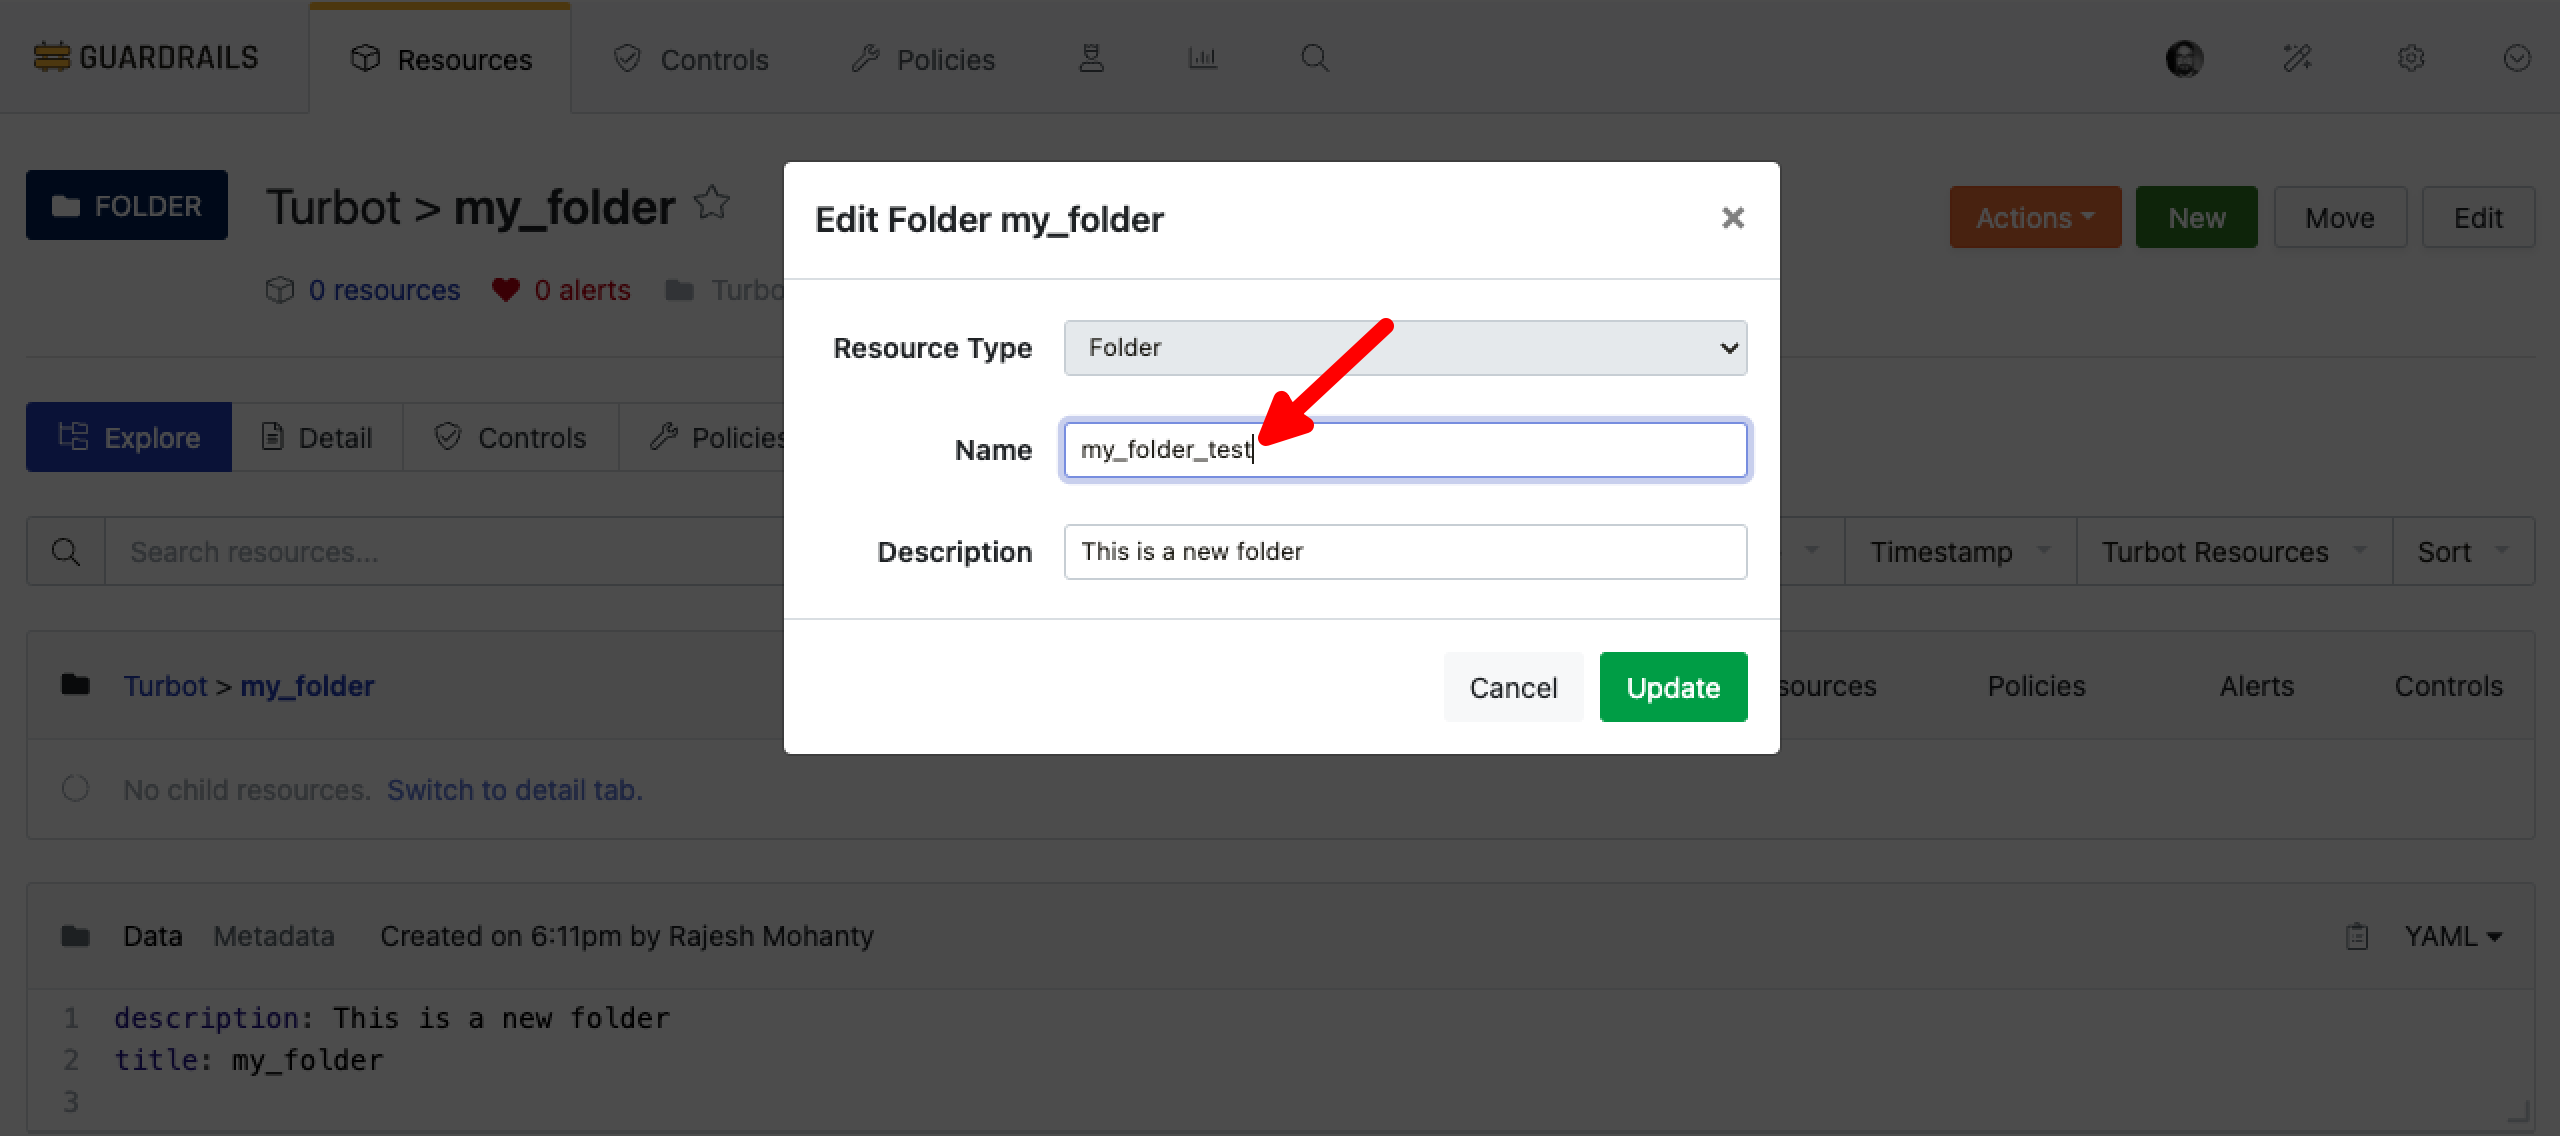 GUARDRAILS Resources Controls Policies
FOLDER Turbot > my_folder Actions New Move Edit
0 resources 0 alerts Turbo
Edit Folder my_folder ×
Resource Type Folder
Name my_folder_test
Description This is a new folder
Cancel Update
Explore Detail Controls Policies
Search resources... Timestamp Turbot Resources Sort
Turbot > my_folder sources Policies Alerts Controls
No child resources. Switch to detail tab.
Data Metadata Created on 6:11pm by Rajesh Mohanty YAML
1 description: This is a new folder
2 title: my_folder
3